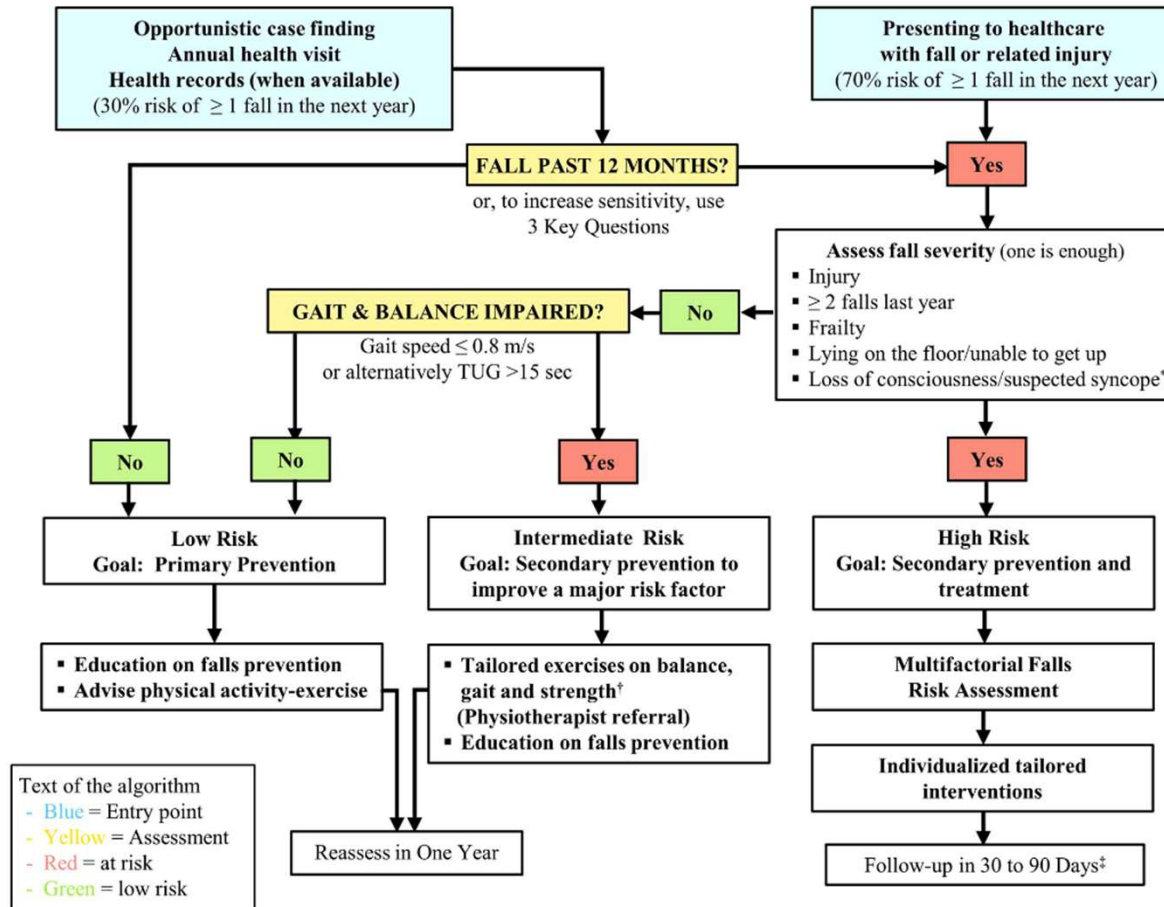 Opportunistic case finding
Annual health visit
Health records (when available)
(30% risk of ≥ 1 fall in the next year)
Presenting to healthcare
with fall or related injury
(70% risk of ≥ 1 fall in the next year)
FALL PAST 12 MONTHS?
Yes
or, to increase sensitivity, use
3 Key Questions
Assess fall severity (one is enough)
▪ Injury
▪ ≥ 2 falls last year
▪ Frailty
▪ Lying on the floor/unable to get up
▪ Loss of consciousness/suspected syncope*
No
GAIT & BALANCE IMPAIRED?
Gait speed ≤ 0.8 m/s
or alternatively TUG >15 sec
No
No
Yes
Yes
Low Risk
Goal: Primary Prevention
Intermediate Risk
Goal: Secondary prevention to
improve a major risk factor
High Risk
Goal: Secondary prevention and
treatment
▪ Education on falls prevention
▪ Advise physical activity-exercise
▪ Tailored exercises on balance,
gait and strength†
(Physiotherapist referral)
▪ Education on falls prevention
Multifactorial Falls
Risk Assessment
Individualized tailored
interventions
Text of the algorithm
- Blue = Entry point
- Yellow = Assessment
- Red = at risk
- Green = low risk
Reassess in One Year
Follow-up in 30 to 90 Days‡